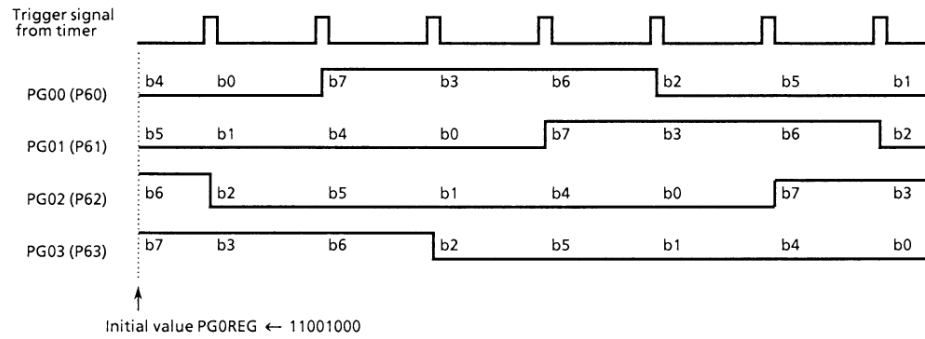 Trigger signal
from timer
PG00 (P60) b4 b0 b7 b3 b6 b2 b5 b1
PG01 (P61) b5 b1 b4 b0 b7 b3 b6 b2
PG02 (P62) b6 b2 b5 b1 b4 b0 b7 b3
PG03 (P63) b7 b3 b6 b2 b5 b1 b4 b0
Initial value PG0REG ← 11001000